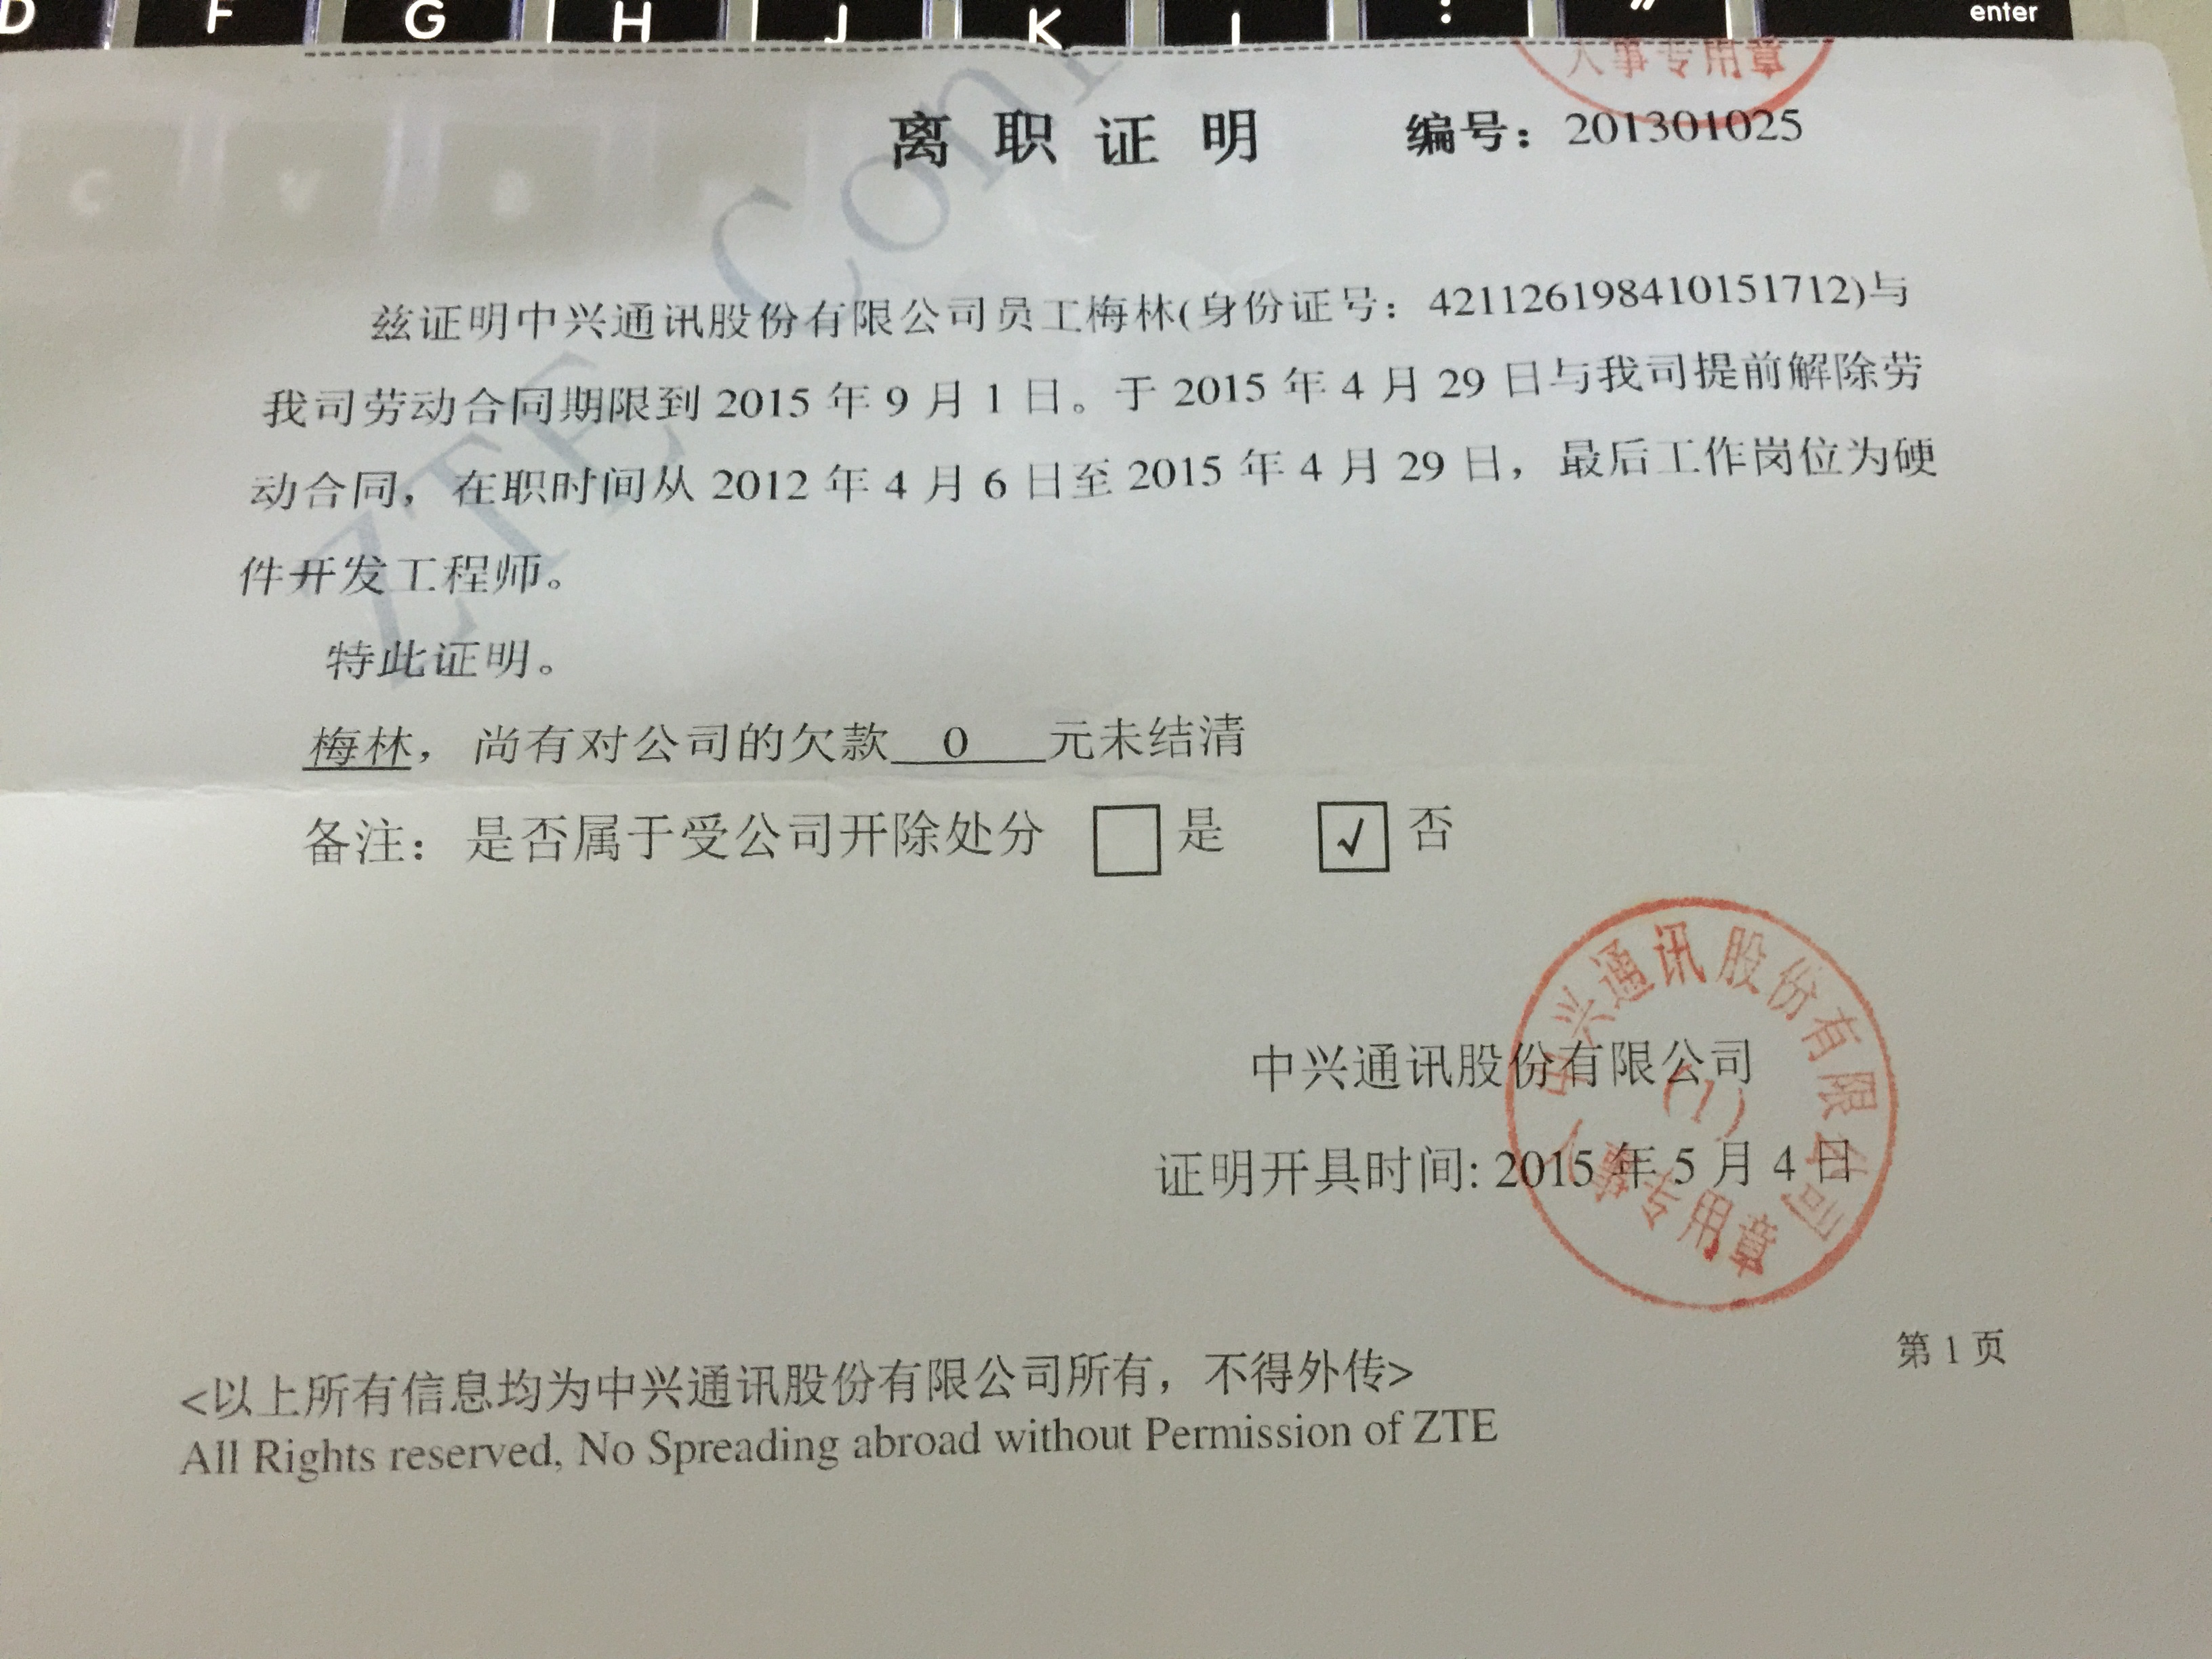 D F G H J K L : " enter
人事专用章
离职证明 编号：201301025
C V B
ZTE Conf
兹证明中兴通讯股份有限公司员工梅林(身份证号：421126198410151712)与
我司劳动合同期限到 2015 年 9 月 1 日。于 2015 年 4 月 29 日与我司提前解除劳
动合同，在职时间从 2012 年 4 月 6 日至 2015 年 4 月 29 日，最后工作岗位为硬
件开发工程师。
特此证明。
梅林，尚有对公司的欠款 0 元未结清
备注：是否属于受公司开除处分 □ 是 ☑ 否
中兴通讯股份有限公司
证明开具时间: 2015 年 5 月 4 日
中兴通讯股份有限公司
(1)
人事专用章
第 1 页
<以上所有信息均为中兴通讯股份有限公司所有，不得外传>
All Rights reserved, No Spreading abroad without Permission of ZTE